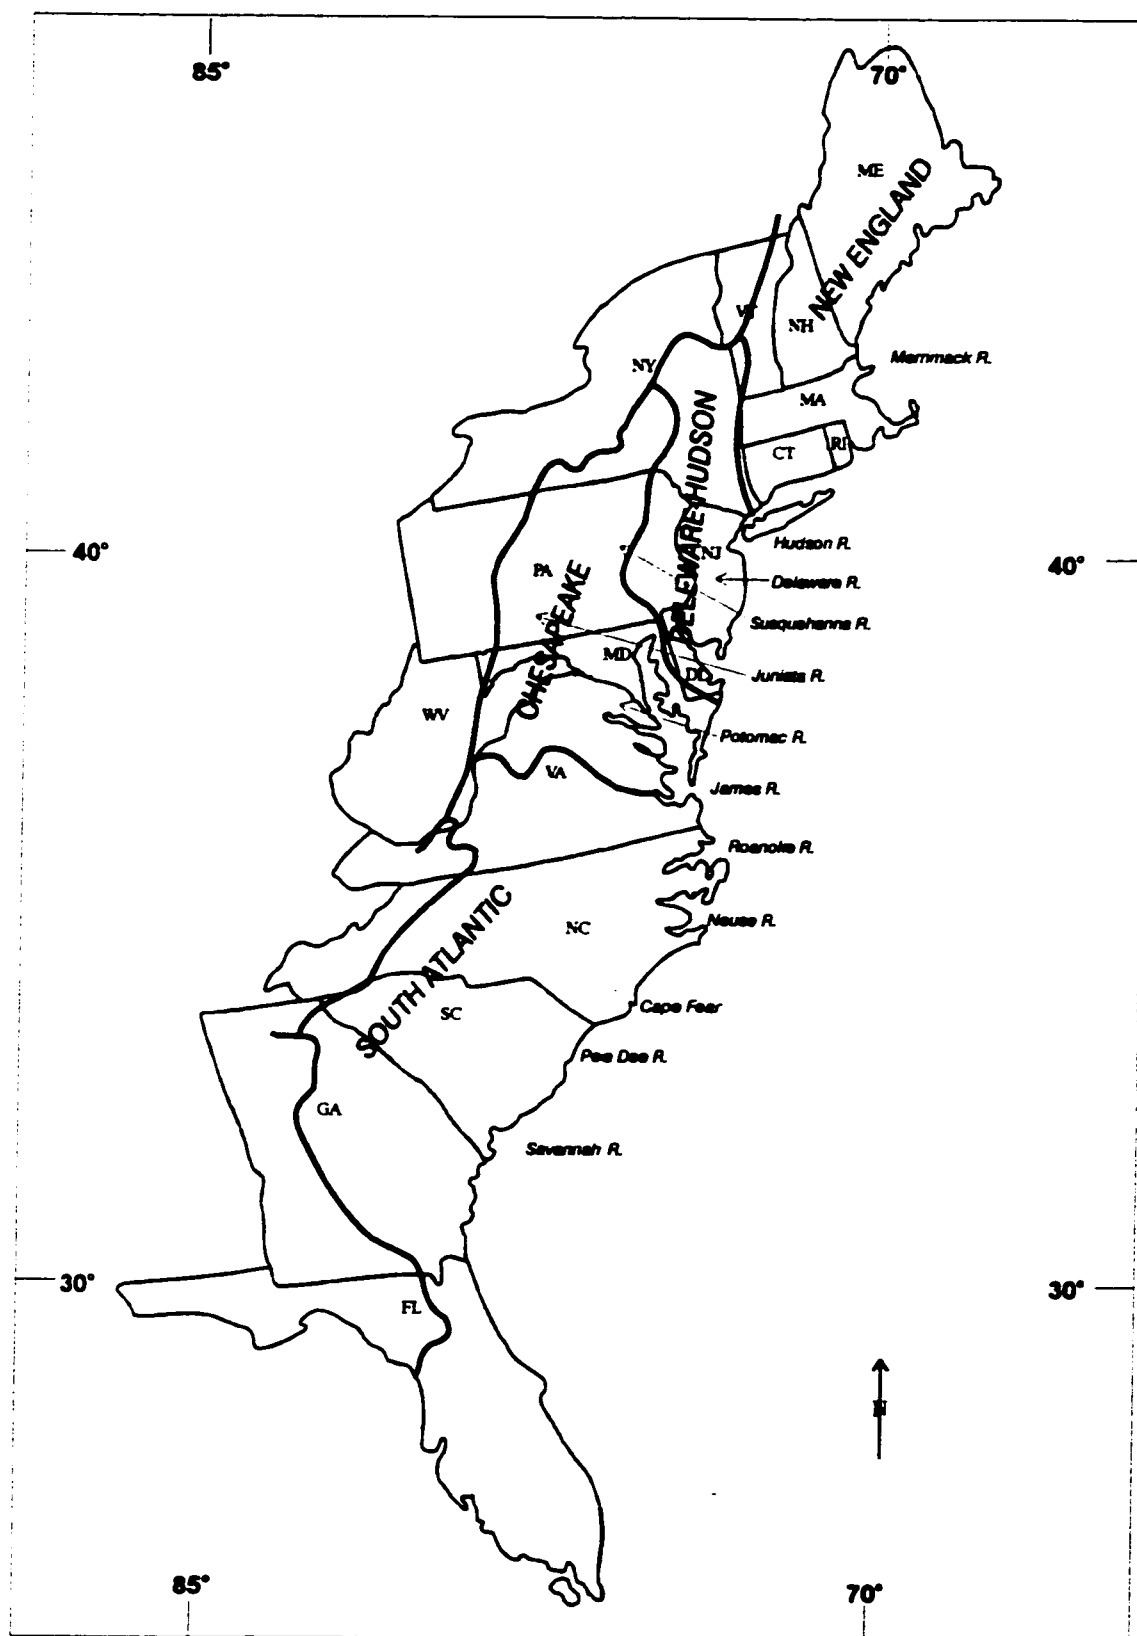 85°
70°
ME
NEW ENGLAND
VT
NH
Merrimack R.
NY
MA
DELEWARE-HUDSON
CT
RI
40°
Hudson R.
NJ
40°
PA
Delaware R.
CHESAPEAKE
Susquehanna R.
MD
Juniata R.
WV
Potomac R.
VA
James R.
Roanoke R.
SOUTH ATLANTIC
NC
Neuse R.
Cape Fear
SC
Pee Dee R.
GA
Savannah R.
30°
30°
FL
N
85°
70°